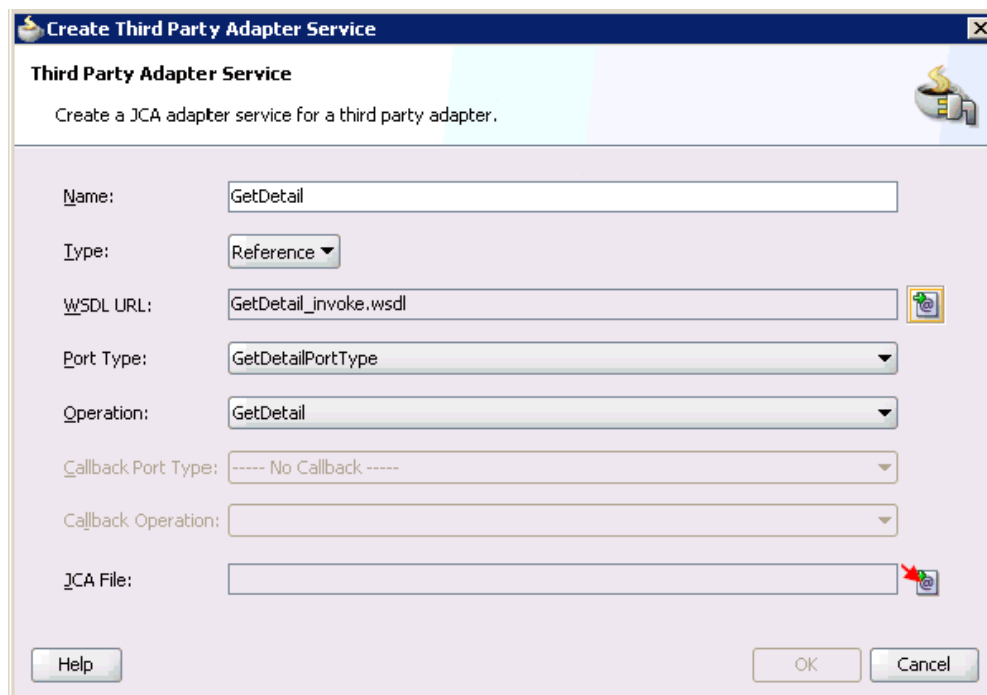 Create Third Party Adapter Service
Third Party Adapter Service
Create a JCA adapter service for a third party adapter.
Name: GetDetail
Type: Reference
WSDL URL: GetDetail_invoke.wsdl
Port Type: GetDetailPortType
Operation: GetDetail
Callback Port Type: ----- No Callback -----
Callback Operation:
JCA File:
Help OK Cancel